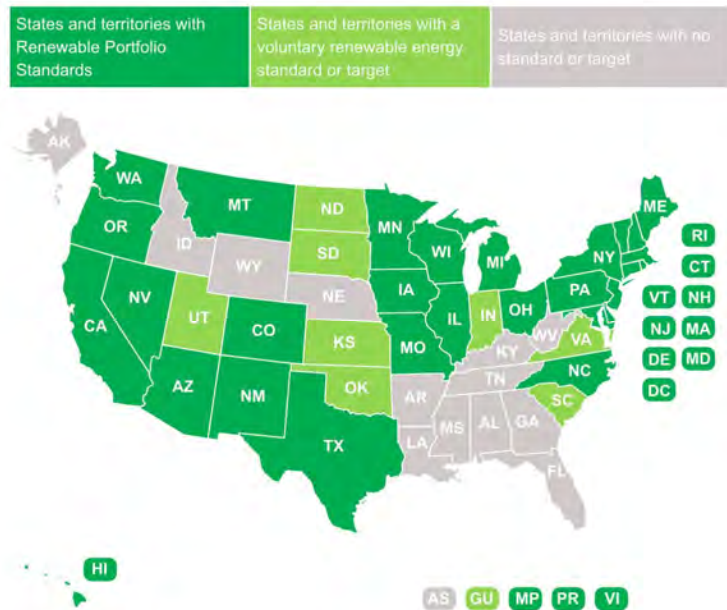 States and territories with
Renewable Portfolio
Standards
States and territories with a
voluntary renewable energy
standard or target
States and territories with no
standard or target
AK
WA
MT
ND
MN
ME
OR
ID
SD
WI
MI
NY
RI
WY
CT
NV
NE
IA
PA
VT NH
CA
UT
CO
IL
IN
OH
NJ MA
KS
MO
KY
WV
VA
DE MD
AZ
NM
OK
AR
TN
NC
DC
SC
TX
LA
MS
AL
GA
FL
HI
AS GU MP PR VI